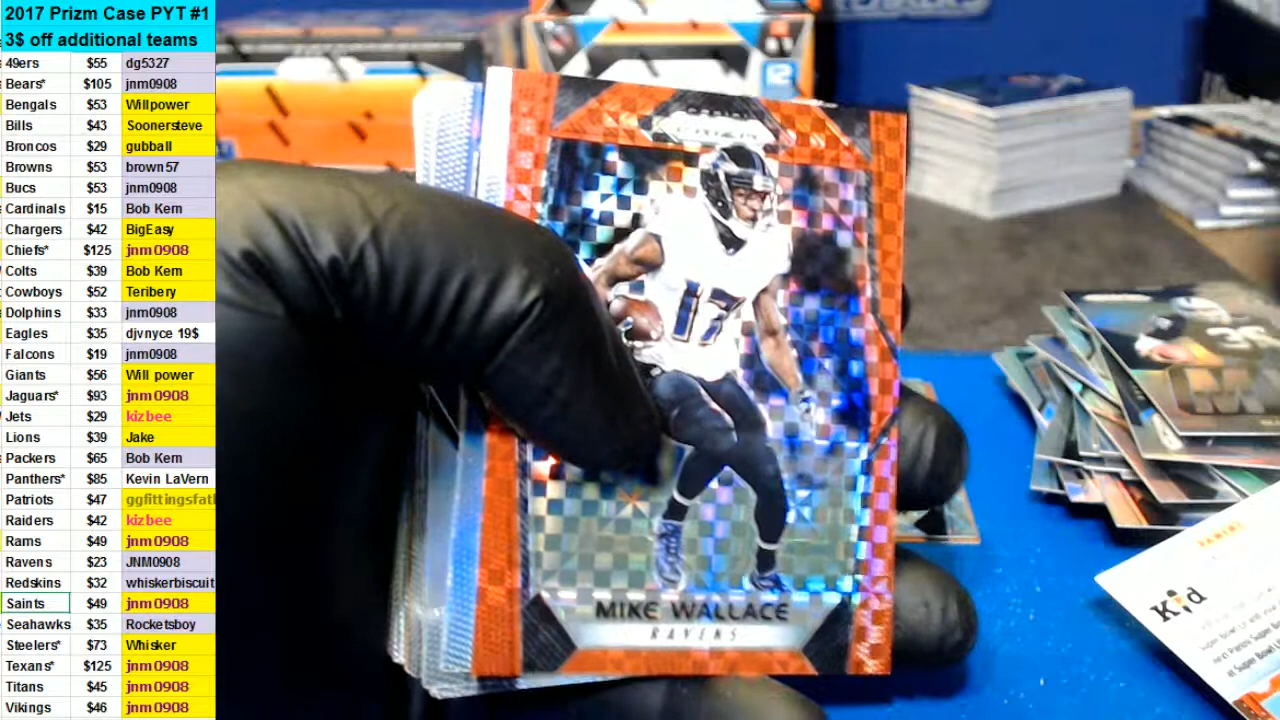 2017 Prizm Case PYT #1
3$ off additional teams
49ers $55 dg5327
Bears* $105 jnm0908
Bengals $53 Willpower
Bills $43 Soonersteve
Broncos $29 gubball
Browns $53 brown57
Bucs $53 jnm0908
Cardinals $15 Bob Kern
Chargers $42 BigEasy
Chiefs* $125 jnm0908
Colts $39 Bob Kern
Cowboys $52 Teribery
Dolphins $33 jnm0908
Eagles $35 djvnyce 19$
Falcons $19 jnm0908
Giants $56 Will power
Jaguars* $93 jnm0908
Jets $29 kizbee
Lions $39 Jake
Packers $65 Bob Kern
Panthers* $85 Kevin LaVern
Patriots $47 ggfittingsfatl
Raiders $42 kizbee
Rams $49 jnm0908
Ravens $23 JNM0908
Redskins $32 whiskerbiscuit
Saints $49 jnm0908
Seahawks $35 Rocketsboy
Steelers* $73 Whisker
Texans* $125 jnm0908
Titans $45 jnm0908
Vikings $46 jnm0908
17
MIKE WALLACE
RAVENS
35
PANINI
Kid